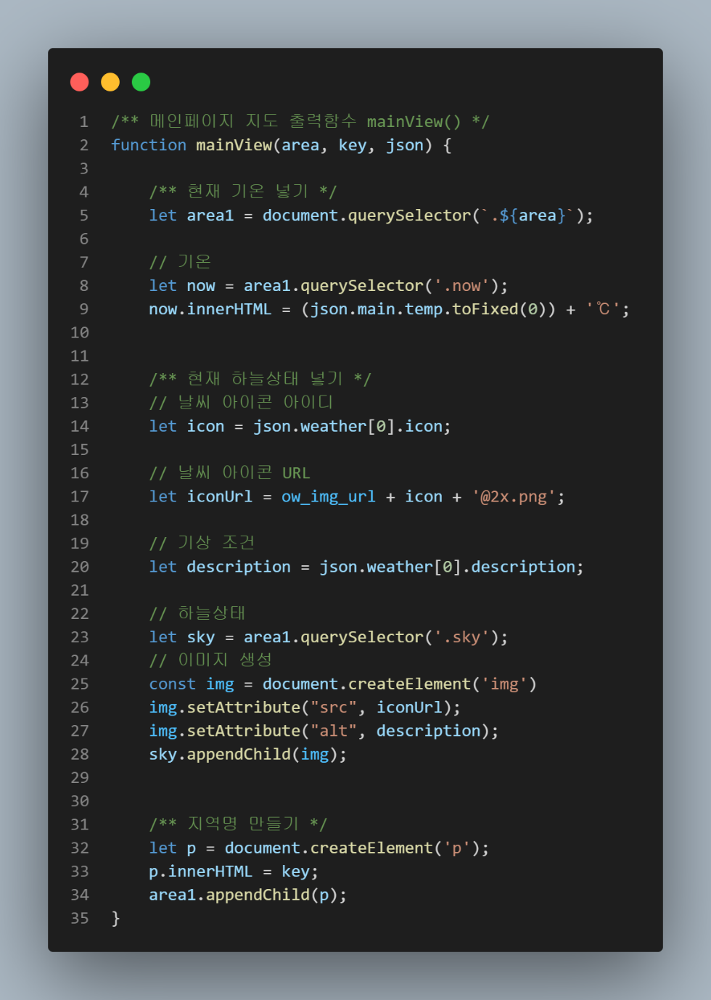 1 /** 메인페이지 지도 출력함수 mainView() */
2 function mainView(area, key, json) {
3
4     /** 현재 기온 넣기 */
5     let area1 = document.querySelector(`.${area}`);
6
7     // 기온
8     let now = area1.querySelector('.now');
9     now.innerHTML = (json.main.temp.toFixed(0)) + '℃';
10
11
12     /** 현재 하늘상태 넣기 */
13     // 날씨 아이콘 아이디
14     let icon = json.weather[0].icon;
15
16     // 날씨 아이콘 URL
17     let iconUrl = ow_img_url + icon + '@2x.png';
18
19     // 기상 조건
20     let description = json.weather[0].description;
21
22     // 하늘상태
23     let sky = area1.querySelector('.sky');
24     // 이미지 생성
25     const img = document.createElement('img')
26     img.setAttribute("src", iconUrl);
27     img.setAttribute("alt", description);
28     sky.appendChild(img);
29
30
31     /** 지역명 만들기 */
32     let p = document.createElement('p');
33     p.innerHTML = key;
34     area1.appendChild(p);
35 }